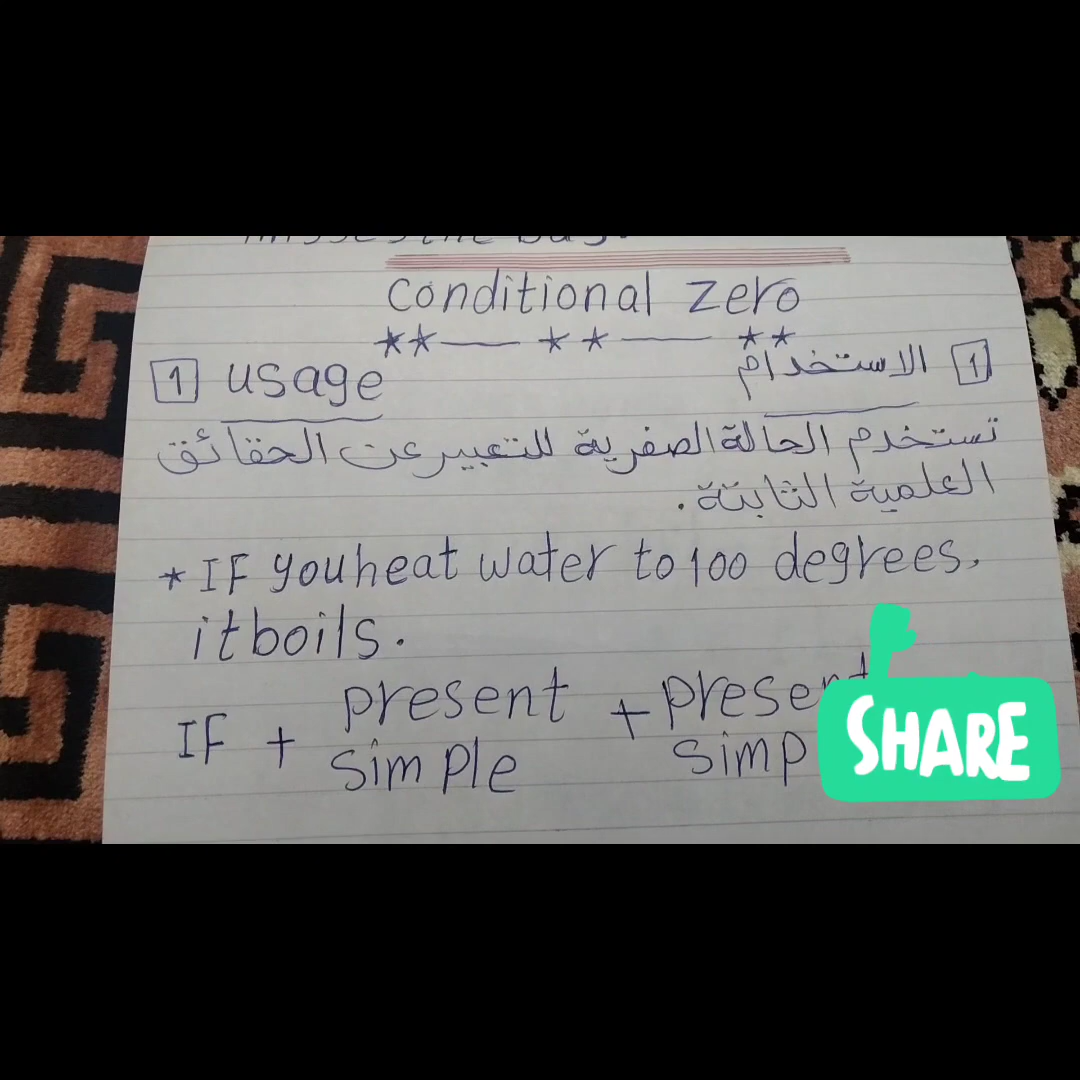 conditional zero
1 usage
1 الاستخدام
تستخدم الحالة الصفرية للتعبير عن الحقائق
العلمية الثابتة.
* IF you heat water to 100 degrees,
it boils.
IF + present simple + present
simp
SHARE